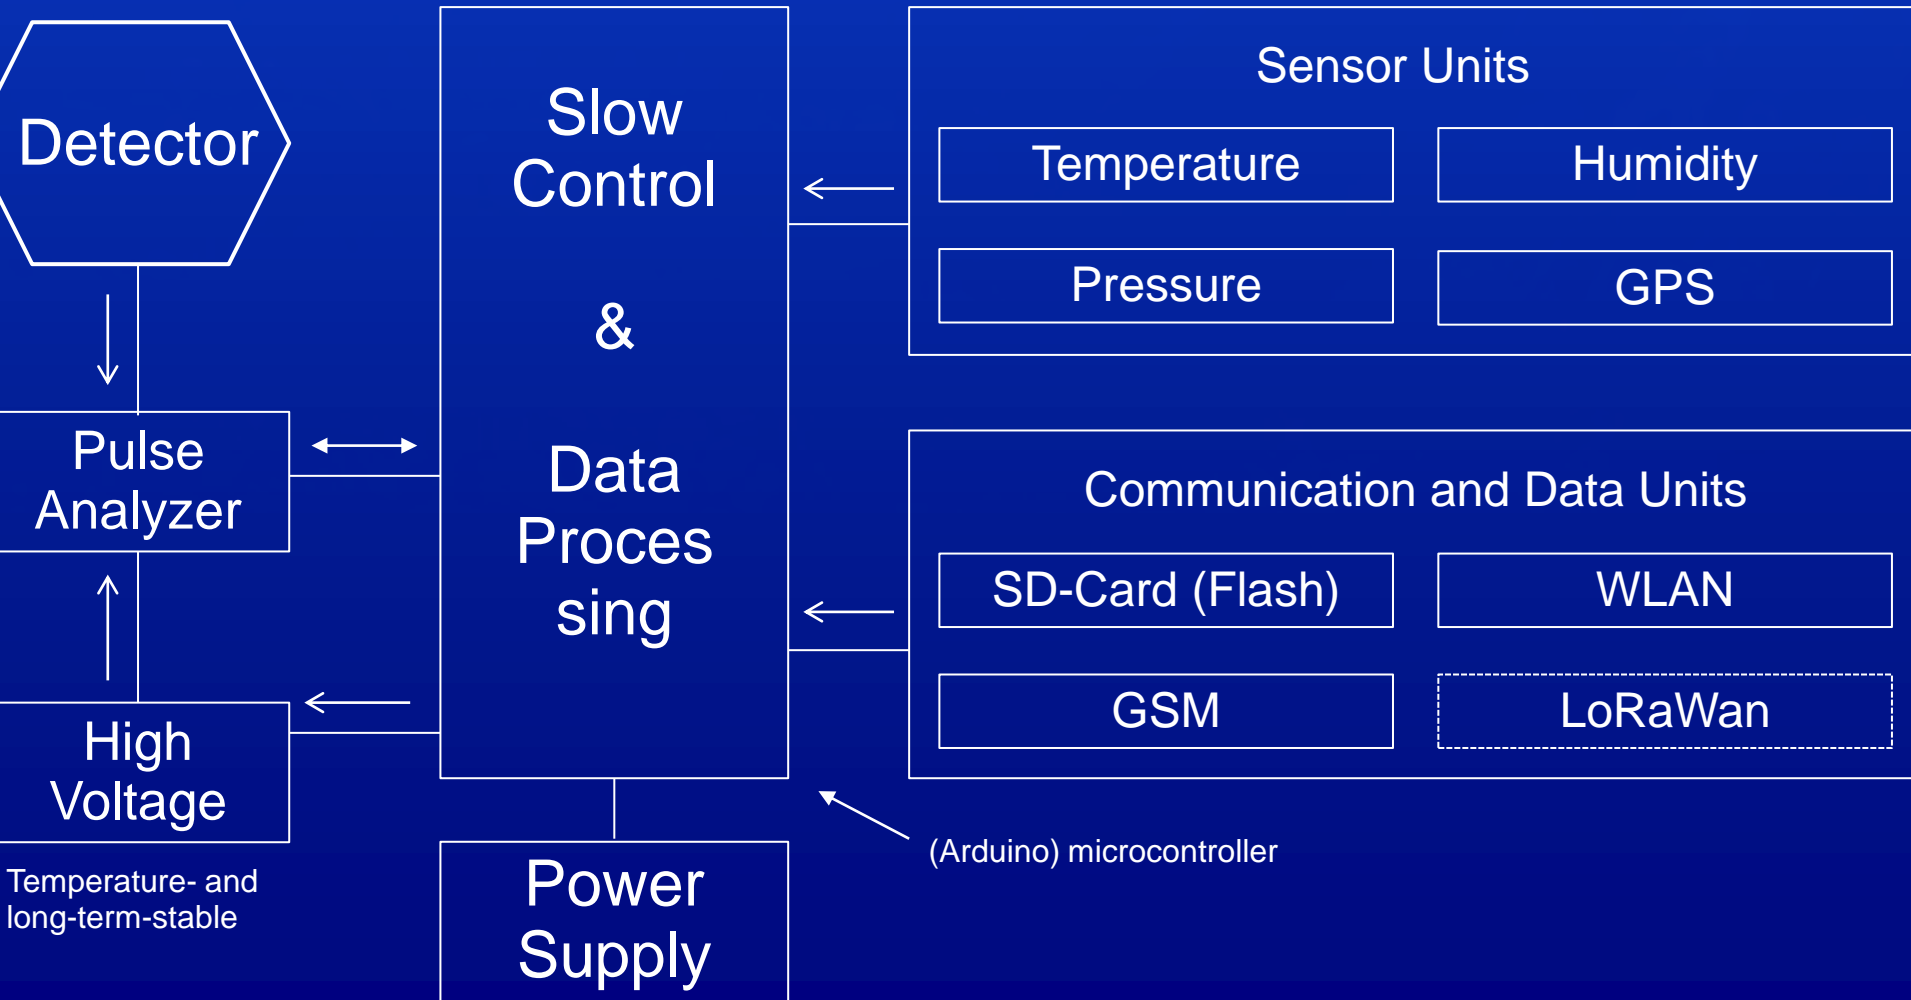 Detector
Pulse
Analyzer
High
Voltage
Temperature- and
long-term-stable
Slow
Control
&
Data
Proces
sing
Power
Supply
Sensor Units
Temperature
Humidity
Pressure
GPS
Communication and Data Units
SD-Card (Flash)
WLAN
GSM
LoRaWan
(Arduino) microcontroller